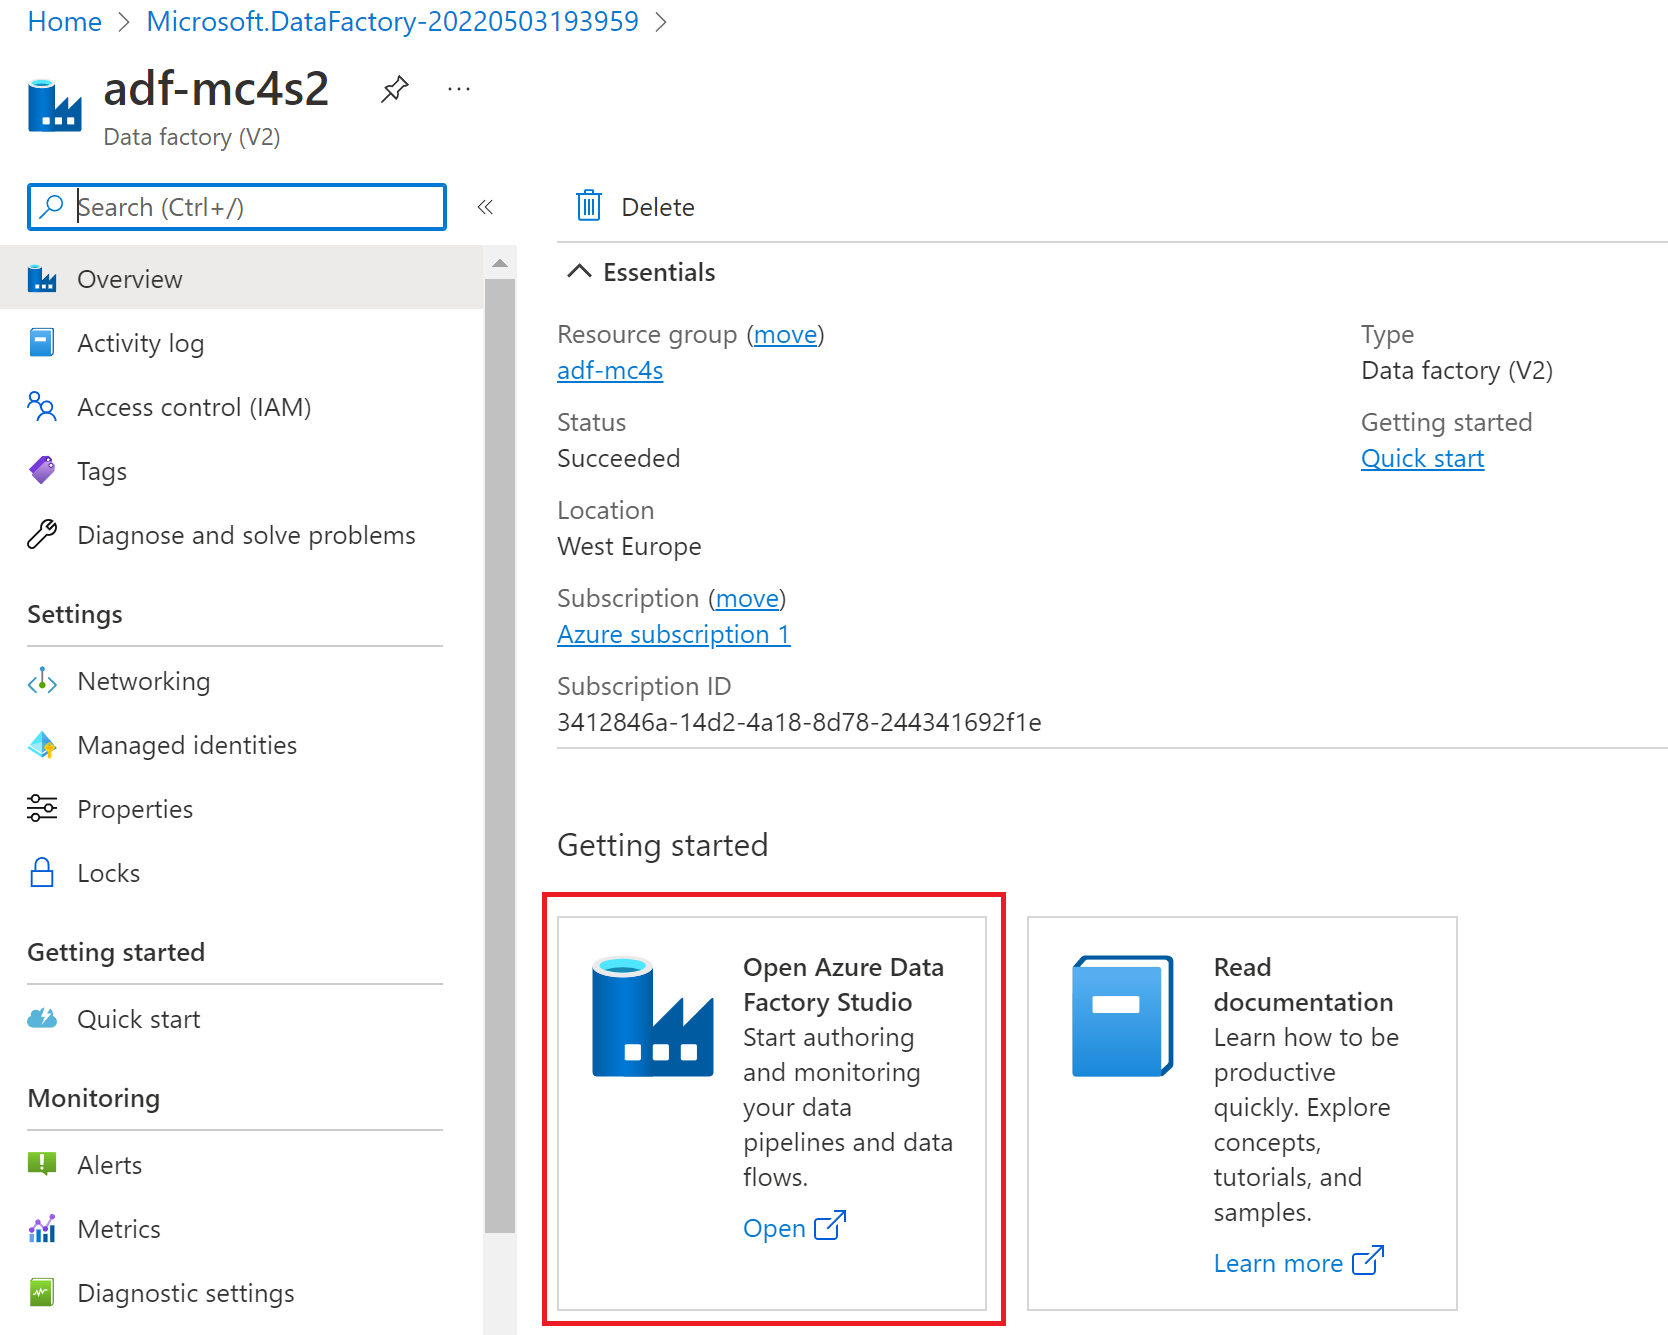 Home > Microsoft.DataFactory-20220503193959 >
adf-mc4s2 ...
Data factory (V2)
Search (Ctrl+/) «
Overview
Activity log
Access control (IAM)
Tags
Diagnose and solve problems
Settings
Networking
Managed identities
Properties
Locks
Getting started
Quick start
Monitoring
Alerts
Metrics
Diagnostic settings
Delete
Essentials
Resource group (move)
adf-mc4s
Status
Succeeded
Location
West Europe
Subscription (move)
Azure subscription 1
Subscription ID
3412846a-14d2-4a18-8d78-244341692f1e
Type
Data factory (V2)
Getting started
Quick start
Getting started
Open Azure Data
Factory Studio
Start authoring
and monitoring
your data
pipelines and data
flows.
Open
Read
documentation
Learn how to be
productive
quickly. Explore
concepts,
tutorials, and
samples.
Learn more